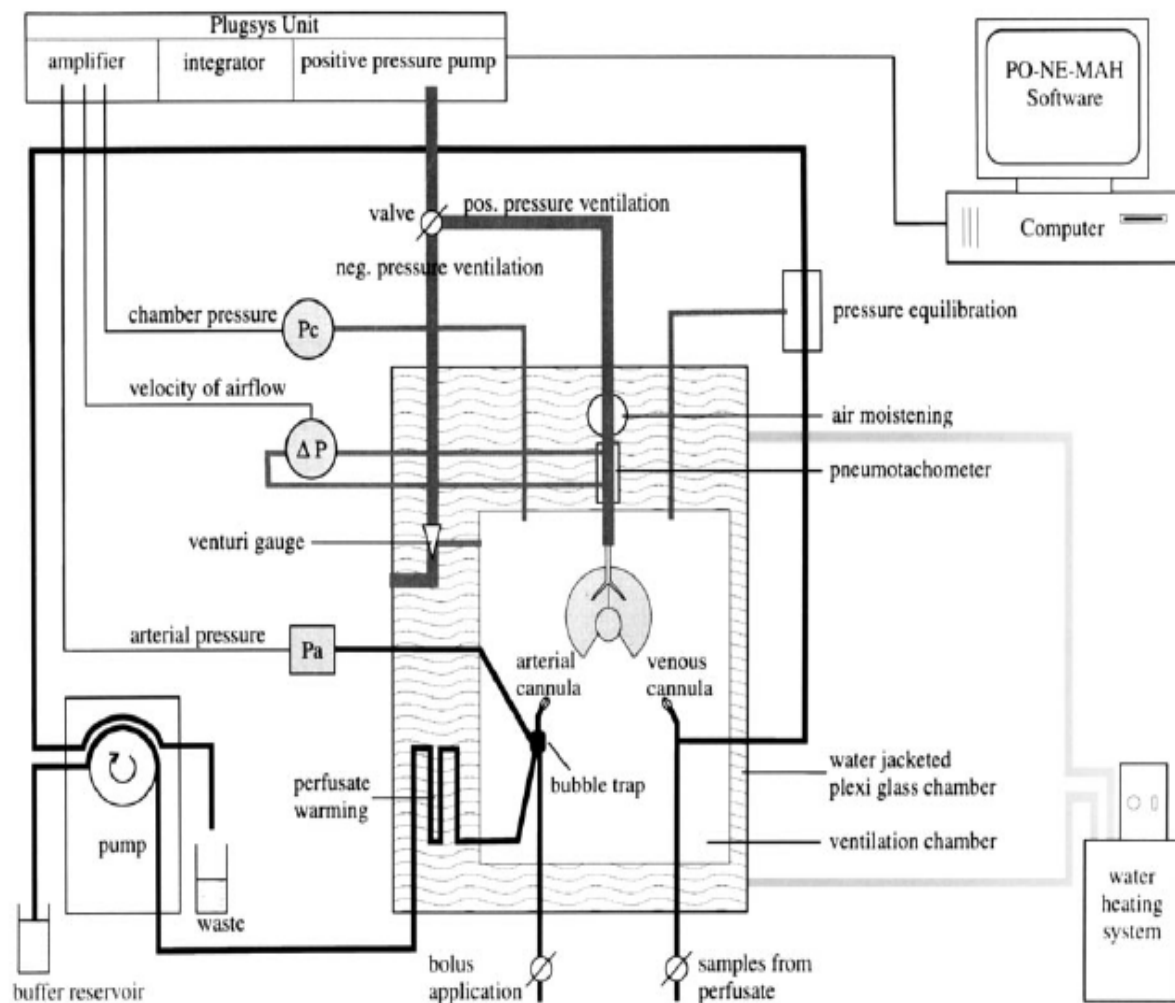 Plugsys Unit
amplifier
integrator
positive pressure pump
PO-NE-MAH
Software
Computer
valve
pos. pressure ventilation
neg. pressure ventilation
chamber pressure
Pc
pressure equilibration
velocity of airflow
Δ P
air moistening
pneumotachometer
venturi gauge
arterial pressure
Pa
arterial
cannula
venous
cannula
perfusate
warming
bubble trap
water jacketed
plexi glass chamber
ventilation chamber
pump
waste
buffer reservoir
bolus
application
samples from
perfusate
water
heating
system